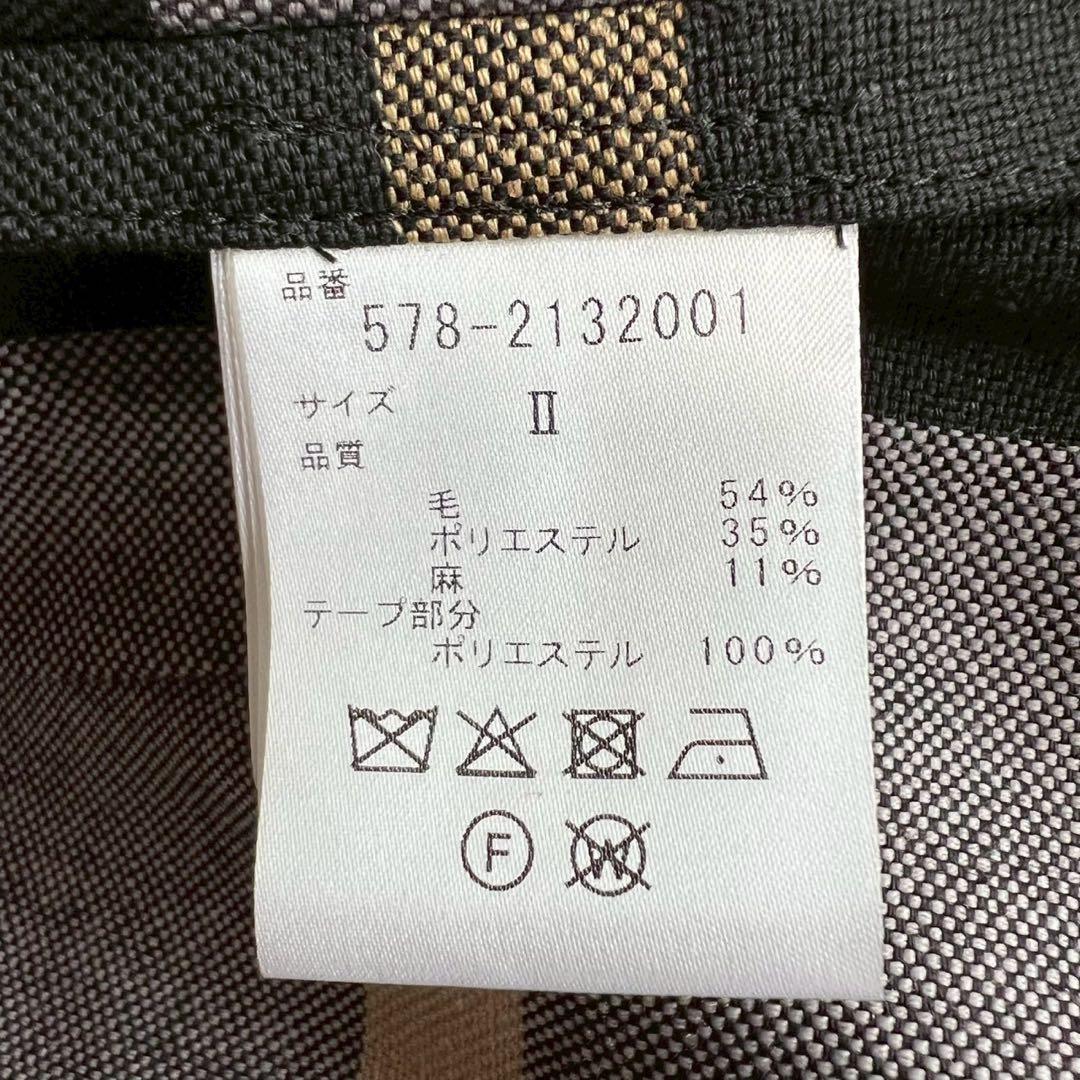 品番
578-2132001
サイズ Ⅱ
品質
毛 54%
ポリエステル 35%
麻 11%
テープ部分
ポリエステル 100%
F W